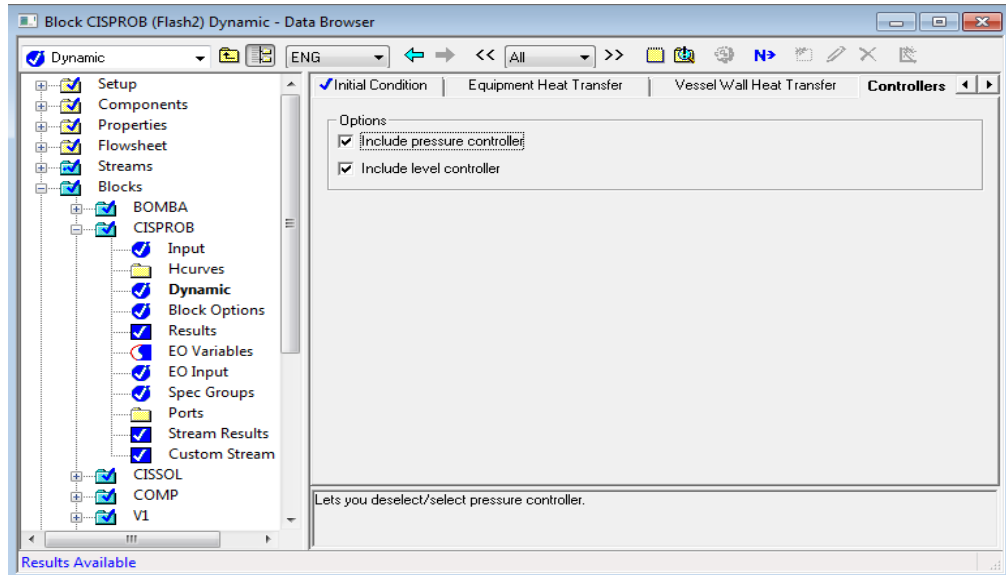 Block CISPROB (Flash2) Dynamic - Data Browser
Dynamic ENG << All >> N
Initial Condition Equipment Heat Transfer Vessel Wall Heat Transfer Controllers
Setup
Components
Properties
Flowsheet
Streams
Blocks
BOMBA
CISPROB
Input
Hcurves
Dynamic
Block Options
Results
EO Variables
EO Input
Spec Groups
Ports
Stream Results
Custom Stream
CISSOL
COMP
V1
Options
Include pressure controller
Include level controller
Lets you deselect/select pressure controller.
Results Available